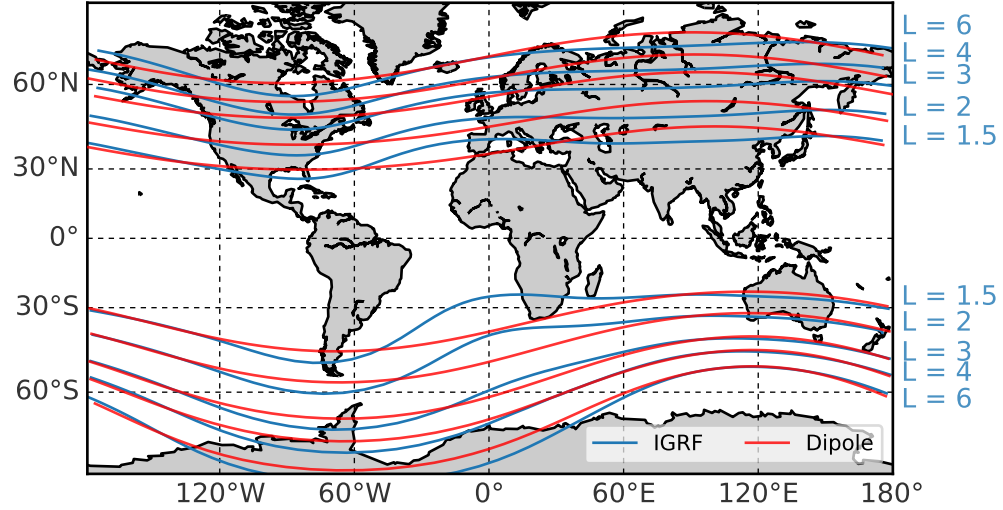 L = 6
L = 4
60°N
L = 3
L = 2
L = 1.5
30°N
0°
L = 1.5
30°S
L = 2
L = 3
L = 4
60°S
L = 6
IGRF
Dipole
120°W
60°W
0°
60°E
120°E
180°